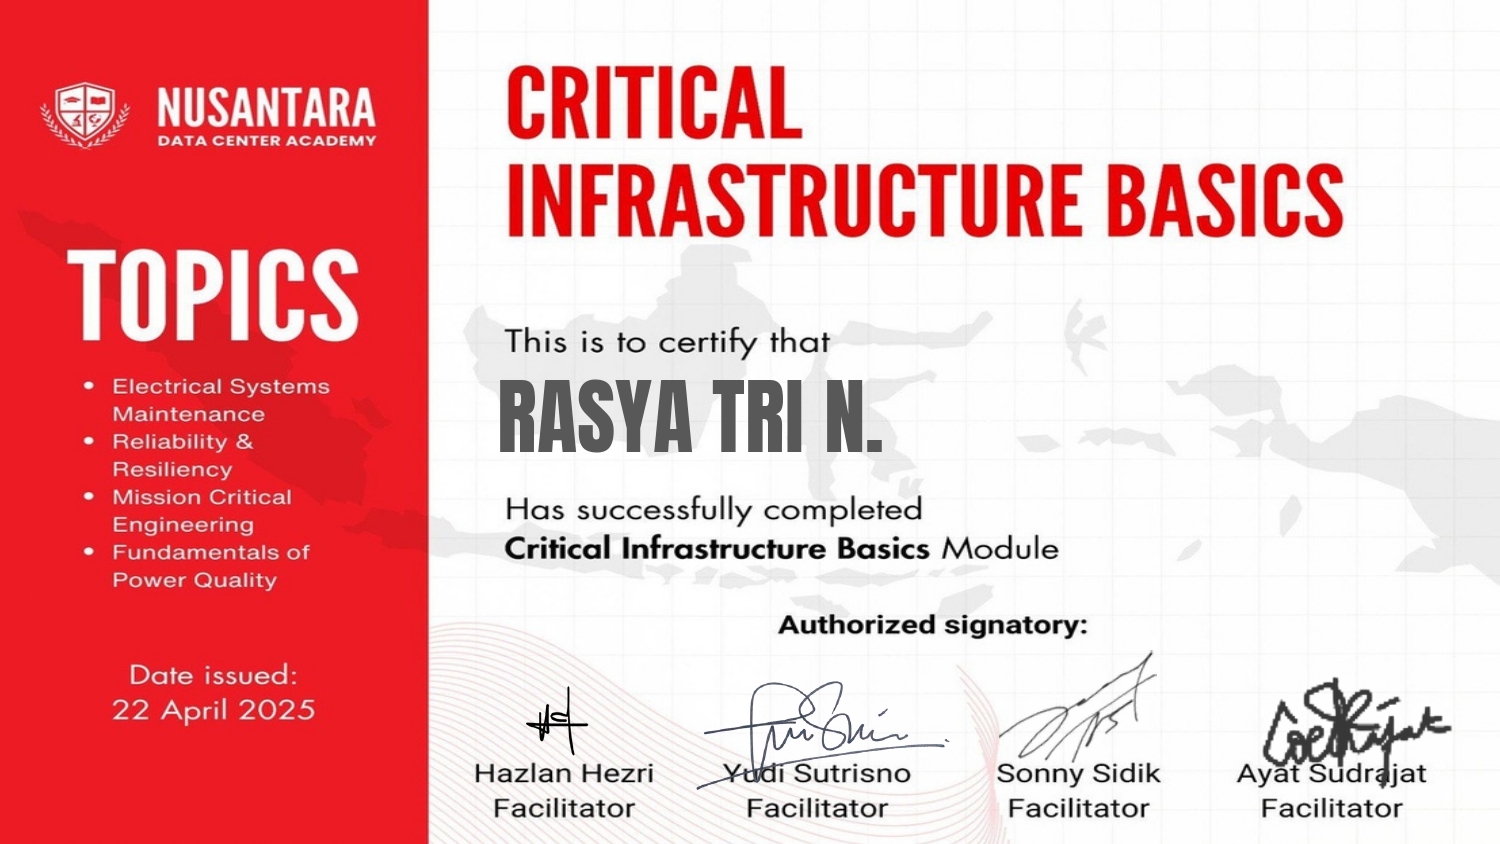 NUSANTARA
DATA CENTER ACADEMY
TOPICS
• Electrical Systems
Maintenance
• Reliability &
Resiliency
• Mission Critical
Engineering
• Fundamentals of
Power Quality
Date issued:
22 April 2025
CRITICAL
INFRASTRUCTURE BASICS
This is to certify that
RASYA TRI N.
Has successfully completed
Critical Infrastructure Basics Module
Authorized signatory:
Hazlan Hezri
Facilitator
Yudi Sutrisno
Facilitator
Sonny Sidik
Facilitator
Ayat Sudrajat
Facilitator